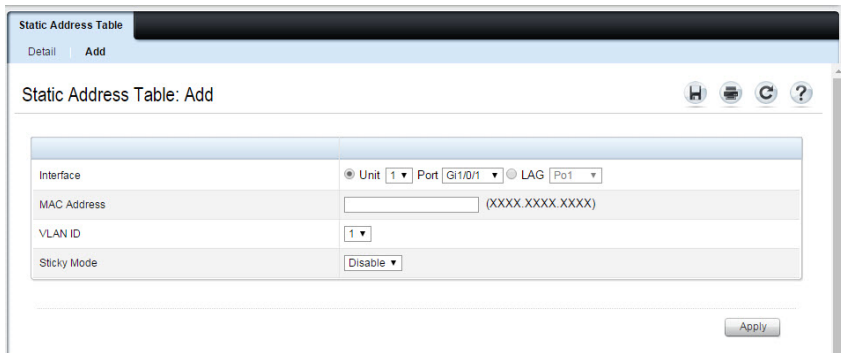 Static Address Table
Detail Add
Static Address Table: Add
Interface Unit 1 Port Gi1/0/1 LAG Po1
MAC Address (XXXX.XXXX.XXXX)
VLAN ID 1
Sticky Mode Disable
Apply